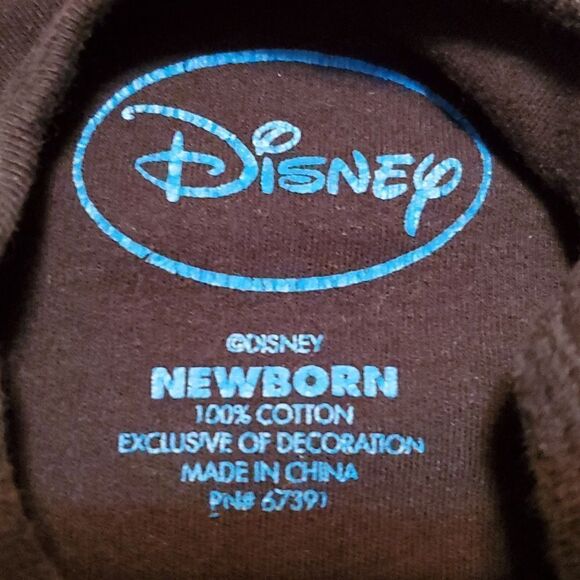 Disney
©DISNEY
NEWBORN
100% COTTON
EXCLUSIVE OF DECORATION
MADE IN CHINA
PN# 67391